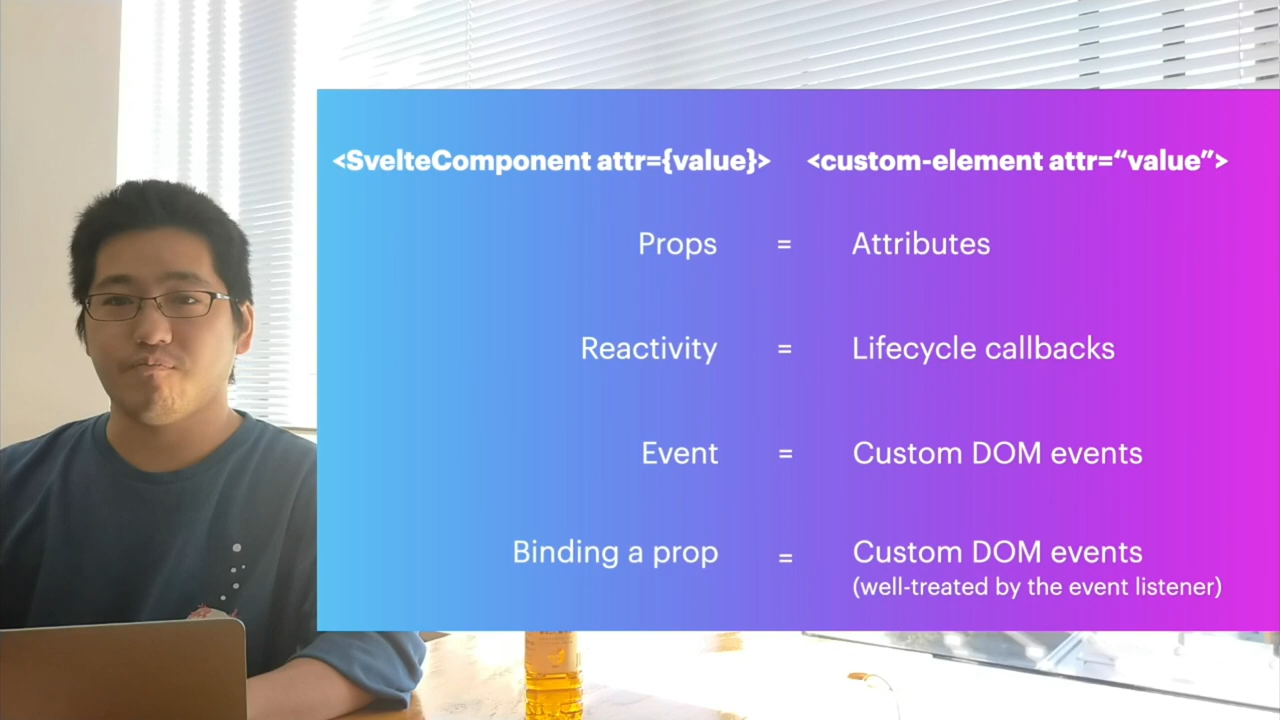 <SvelteComponent attr={value}> <custom-element attr=“value”>
Props = Attributes
Reactivity = Lifecycle callbacks
Event = Custom DOM events
Binding a prop = Custom DOM events
(well-treated by the event listener)